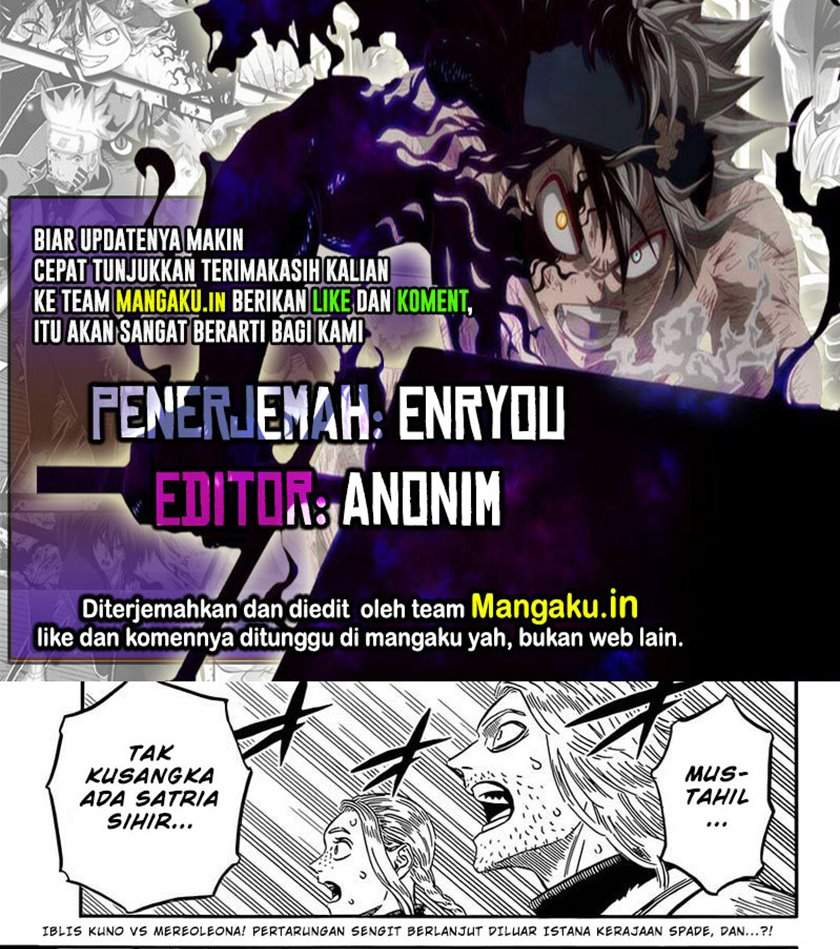 BIAR UPDATENYA MAKIN
CEPAT TUNJUKKAN TERIMAKASIH KALIAN
KE TEAM MANGAKU.IN BERIKAN LIKE DAN KOMENT,
ITU AKAN SANGAT BERARTI BAGI KAMI
PENERJEMAH: ENRYOU
EDITOR: ANONIM
Diterjemahkan dan diedit oleh team Mangaku.in
like dan komennya ditunggu di mangaku yah, bukan web lain.
MUS-
TAHIL
...
TAK
KUSANGKA
ADA SATRIA
SIHIR...
IBLIS KUNO VS MEREOLEONA! PERTARUNGAN SENGIT BERLANJUT DILUAR ISTANA KERAJAAN SPADE, DAN...?!